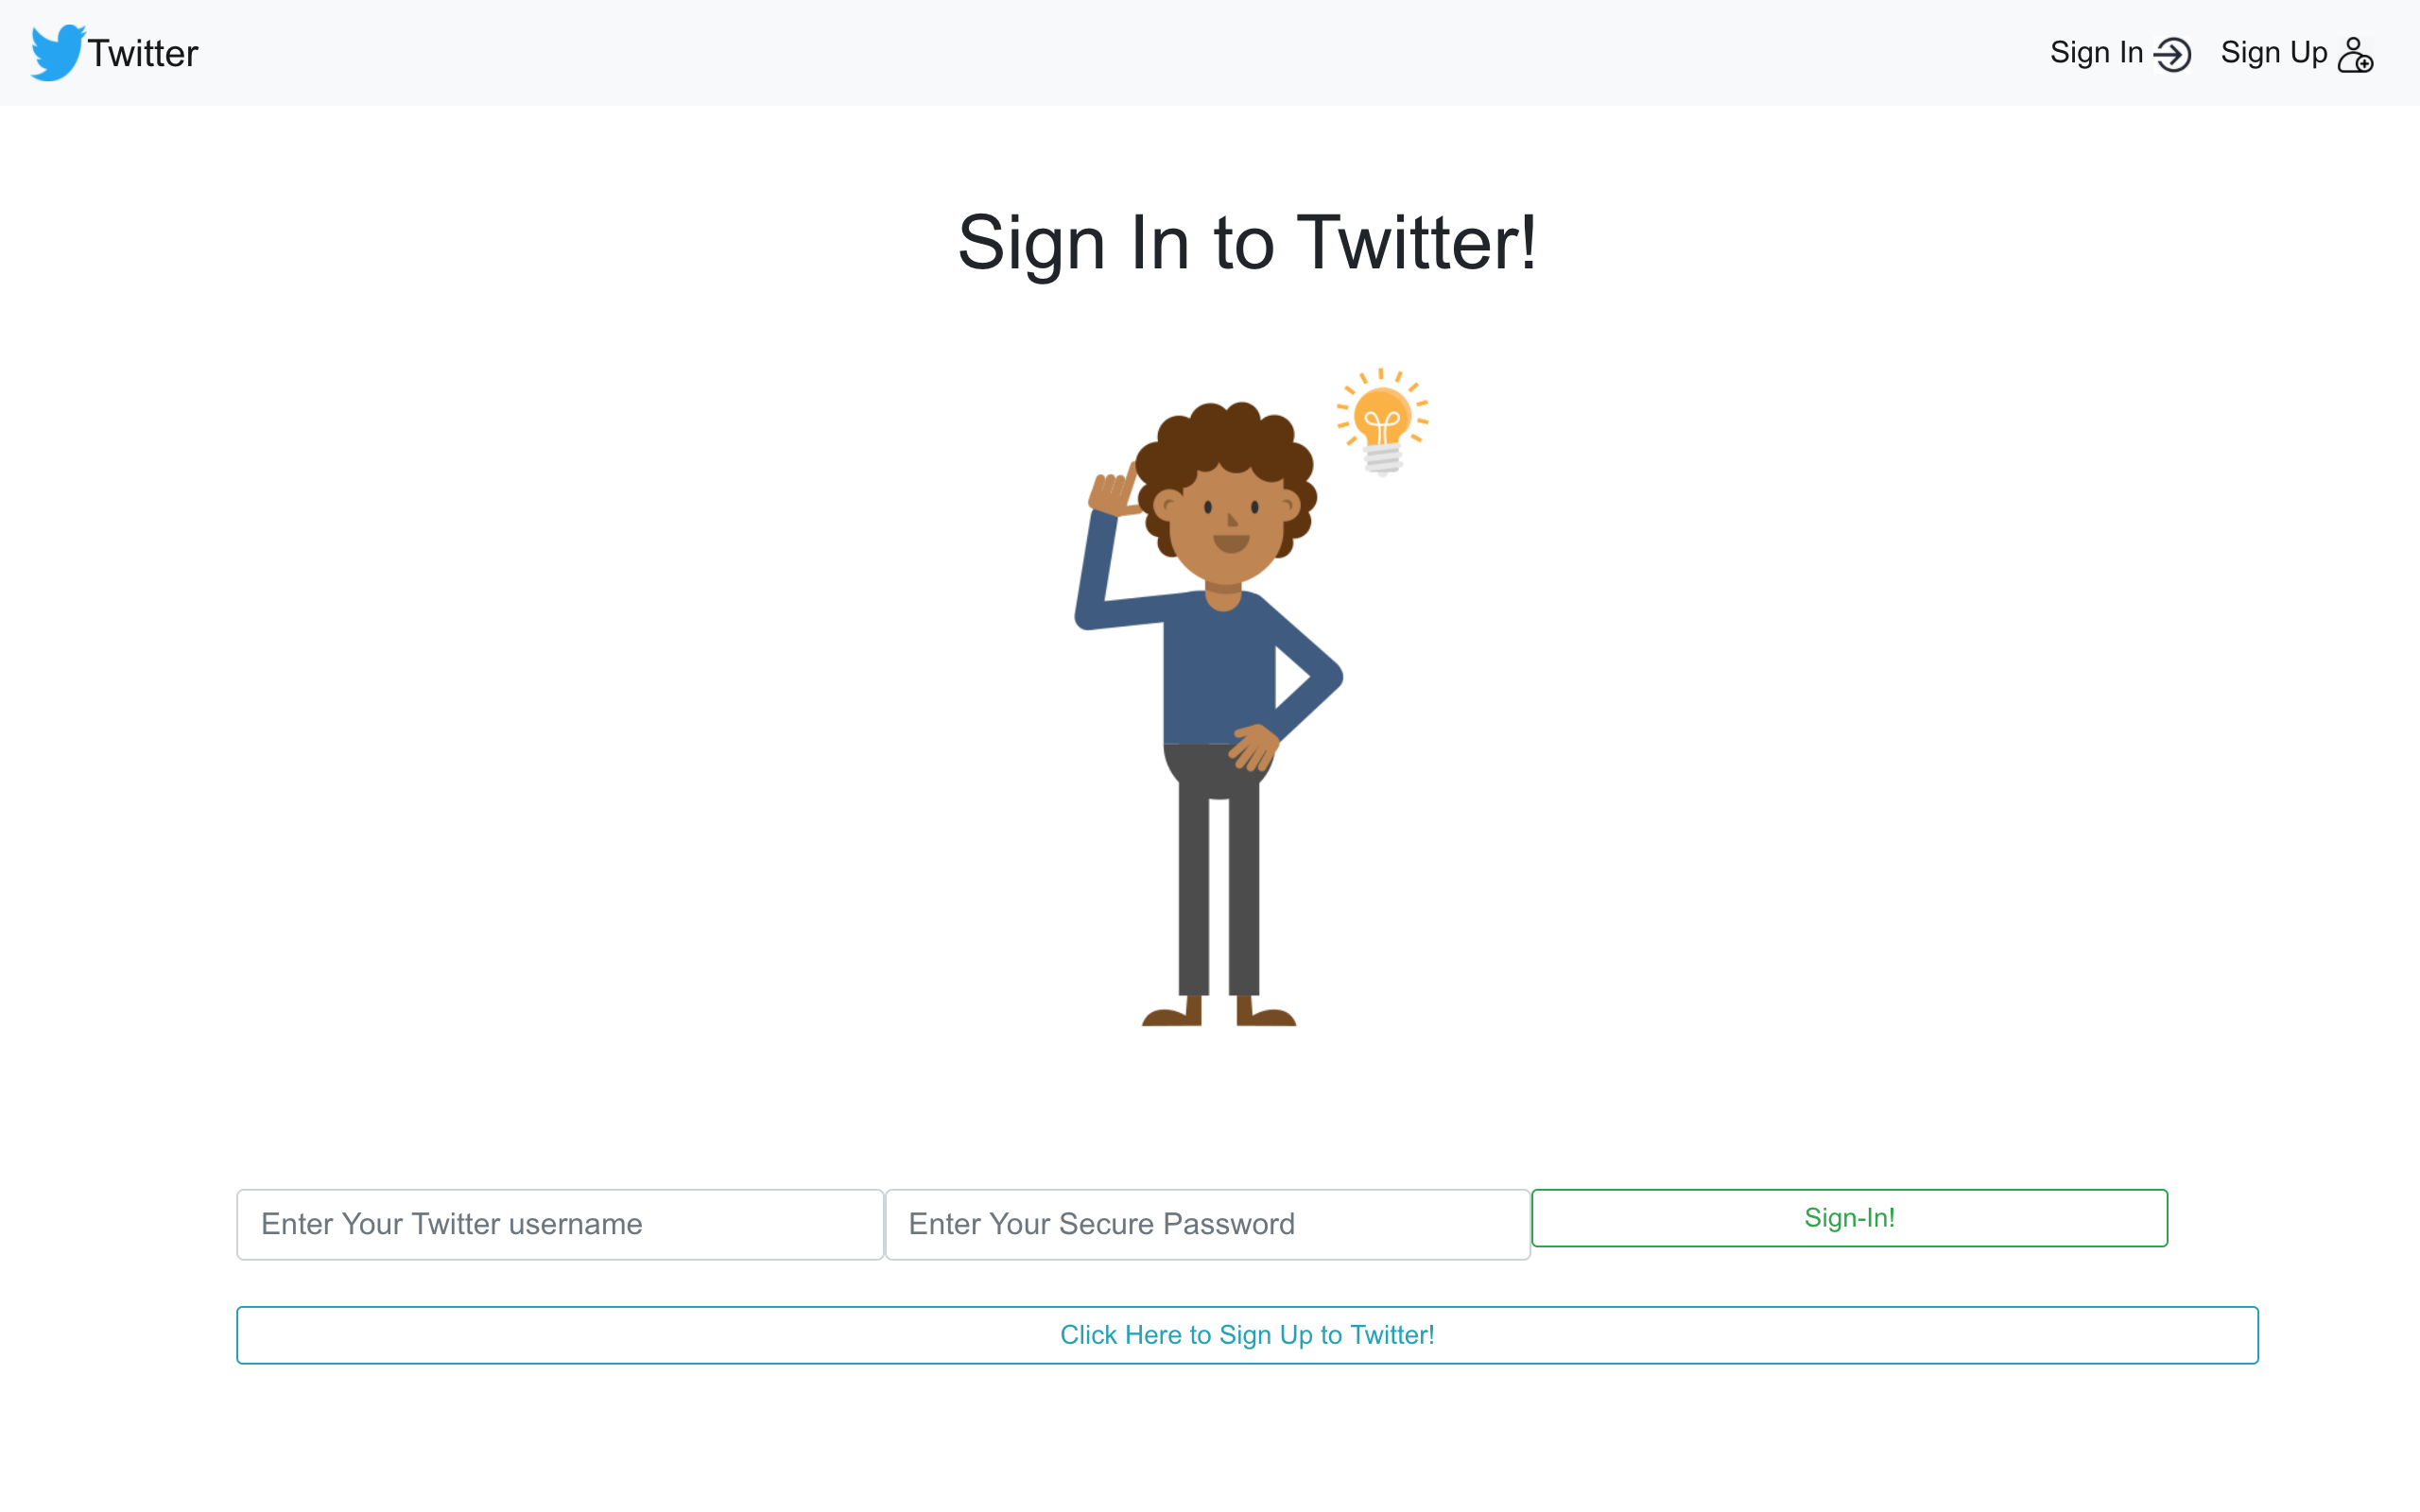 Twitter
Sign In
Sign Up
Sign In to Twitter!
Enter Your Twitter username
Enter Your Secure Password
Sign-In!
Click Here to Sign Up to Twitter!